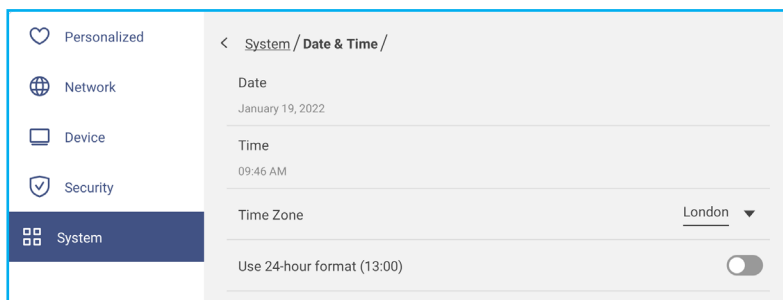 Personalized
Network
Device
Security
System
System / Date & Time /
Date
January 19, 2022
Time
09:46 AM
Time Zone
London
Use 24-hour format (13:00)